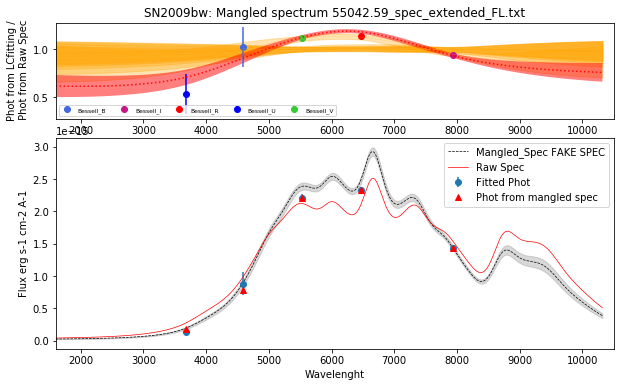 SN2009bw: Mangled spectrum 55042.59_spec_extended_FL.txt
Phot from LCfitting /
Phot from Raw Spec
1.0
0.5
Bessell_B
Bessell_I
Bessell_R
Bessell_U
Bessell_V
2000 3000 4000 5000 6000 7000 8000 9000 10000
Flux erg s-1 cm-2 A-1
3.0
2.5
2.0
1.5
1.0
0.5
0.0
Mangled_Spec FAKE SPEC
Raw Spec
Fitted Phot
Phot from mangled spec
2000 3000 4000 5000 6000 7000 8000 9000 10000
Wavelenght